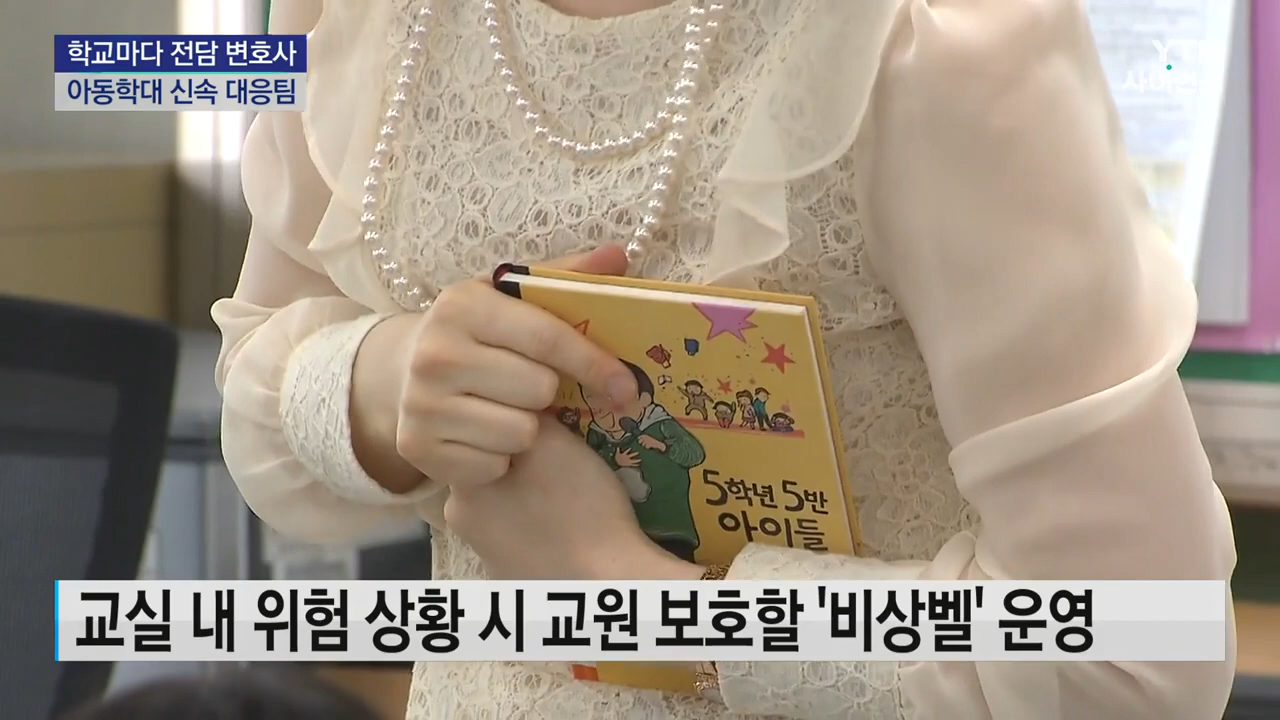 학교마다 전담 변호사
아동학대 신속 대응팀
5학년 5반
아이들
교실 내 위험 상황 시 교원 보호할 '비상벨' 운영